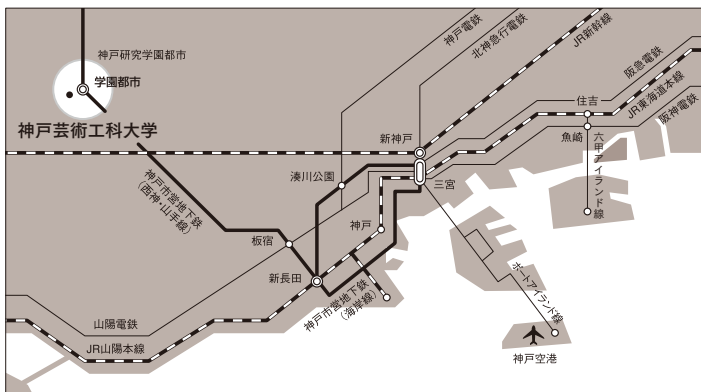 神戸研究学園都市
学園都市
神戸芸術工科大学
神戸電鉄
北神急行電鉄
JR新幹線
阪急電鉄
JR東海道本線
阪神電鉄
住吉
魚崎
六甲アイランド線
新神戸
三宮
湊川公園
神戸市営地下鉄
(西神・山手線)
板宿
神戸
新長田
神戸市営地下鉄
(海岸線)
ポートアイランド線
山陽電鉄
JR山陽本線
神戸空港